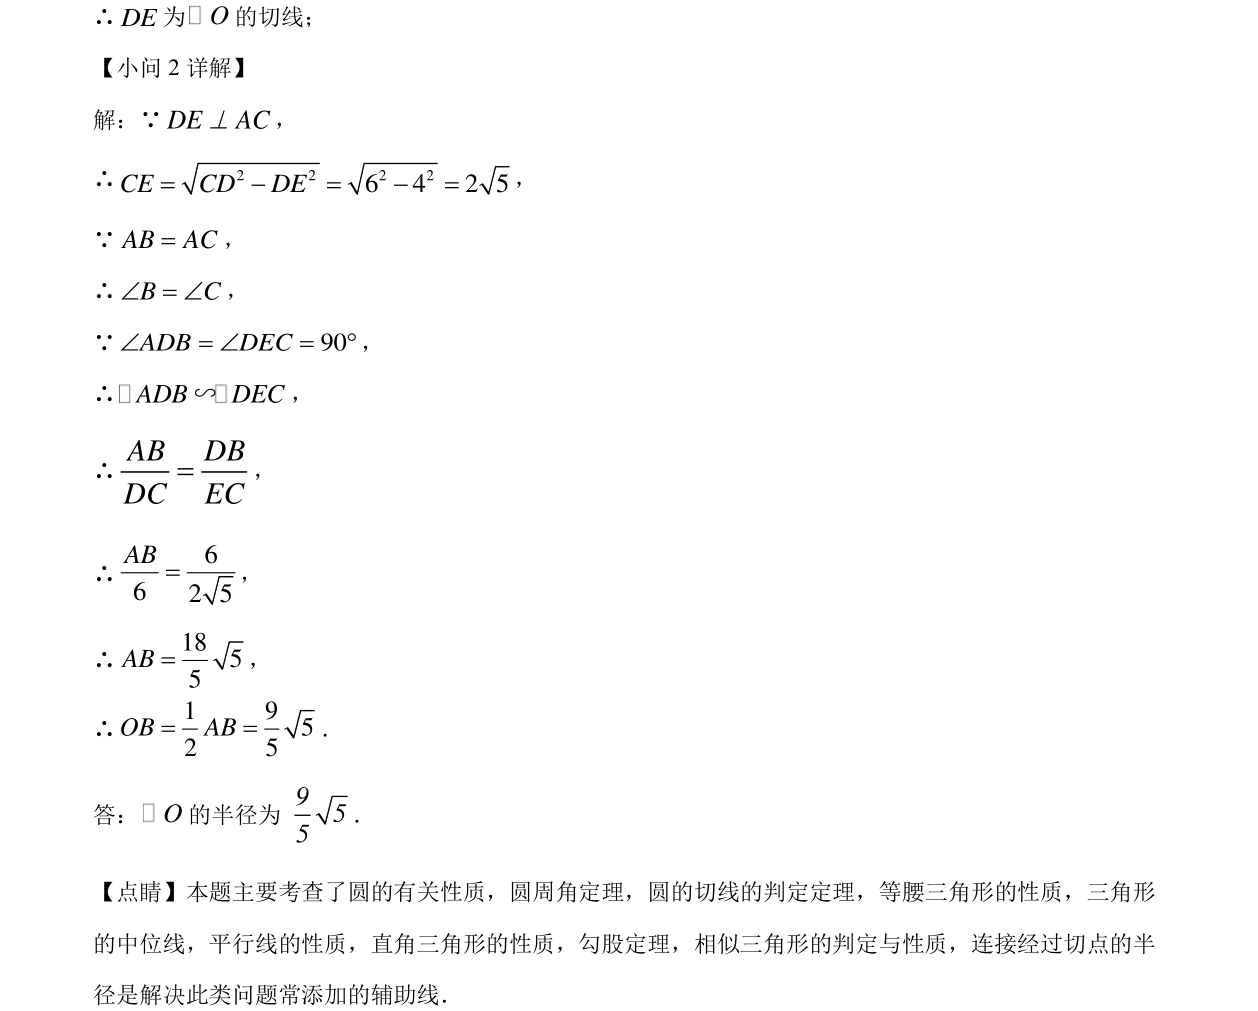 ∴DE为□ O的切线；
【小问2详解】
解：∵DE⊥AC，
∴CE=√(CD²−DE²)=√(6²−4²)=2√5，
∵AB=AC，
∴∠B=∠C，
∵∠ADB=∠DEC=90°，
∴□ADB∽□DEC，
∴AB/DC=DB/EC，
∴AB/6=6/(2√5)，
∴AB=18/5√5，
∴OB=1/2AB=9/5√5．
答：□ O的半径为 9/5√5．
【点睛】本题主要考查了圆的有关性质，圆周角定理，圆的切线的判定定理，等腰三角形的性质，三角形
的中位线，平行线的性质，直角三角形的性质，勾股定理，相似三角形的判定与性质，连接经过切点的半
径是解决此类问题常添加的辅助线．